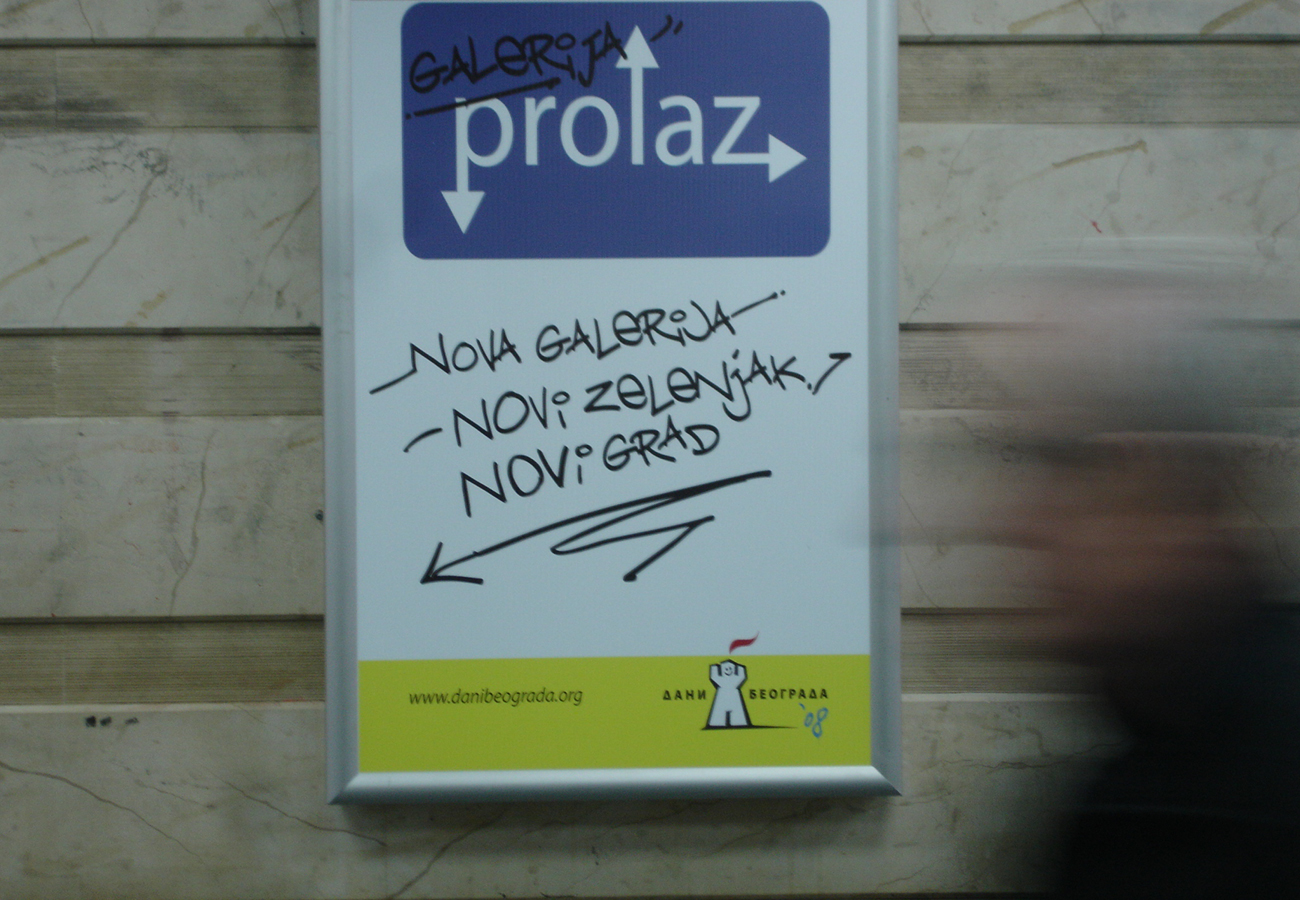 GALERIJA
prolaz
NOVA GALERIJA
- NOVI ZELENJAK
NOVI GRAD
www.danibeograda.org
ДАНИ БЕОГРАДА
'08